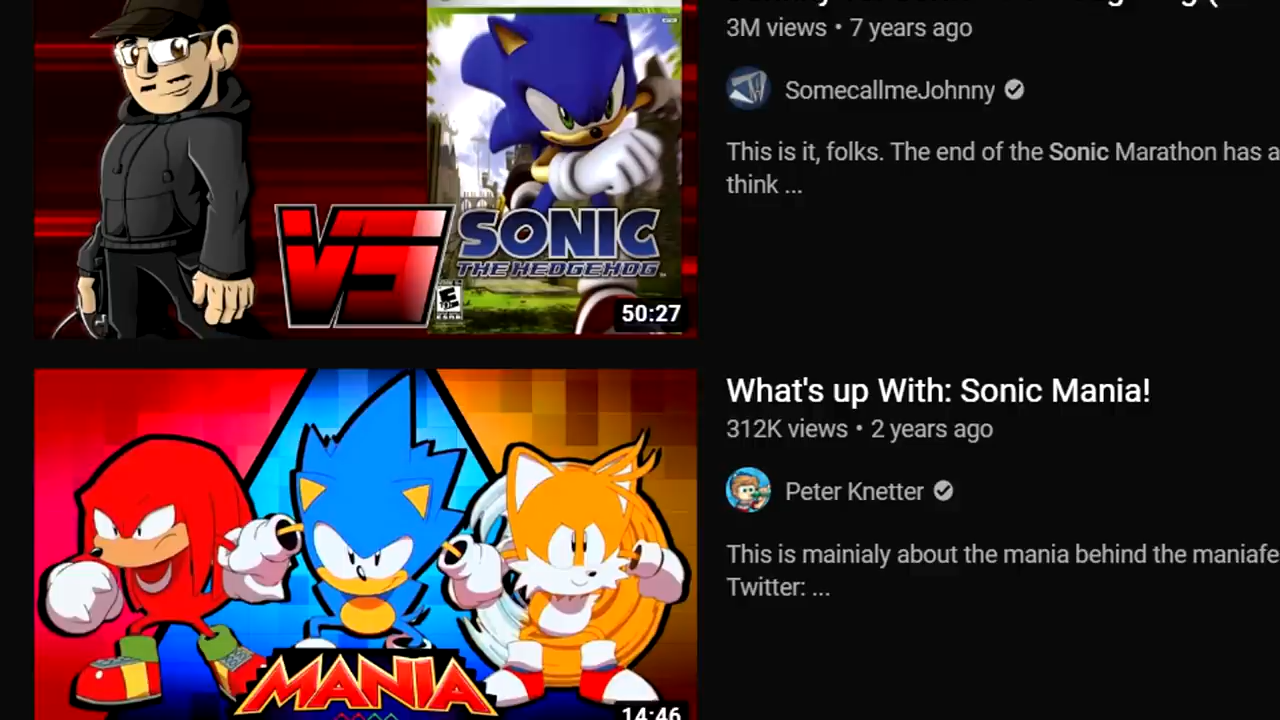 3M views • 7 years ago
SomecallmeJohnny
This is it, folks. The end of the Sonic Marathon has a
think ...
VS
SONIC
THE HEDGEHOG
E
50:27
What's up With: Sonic Mania!
312K views • 2 years ago
Peter Knetter
This is mainialy about the mania behind the maniafe
Twitter: ...
MANIA
14:46